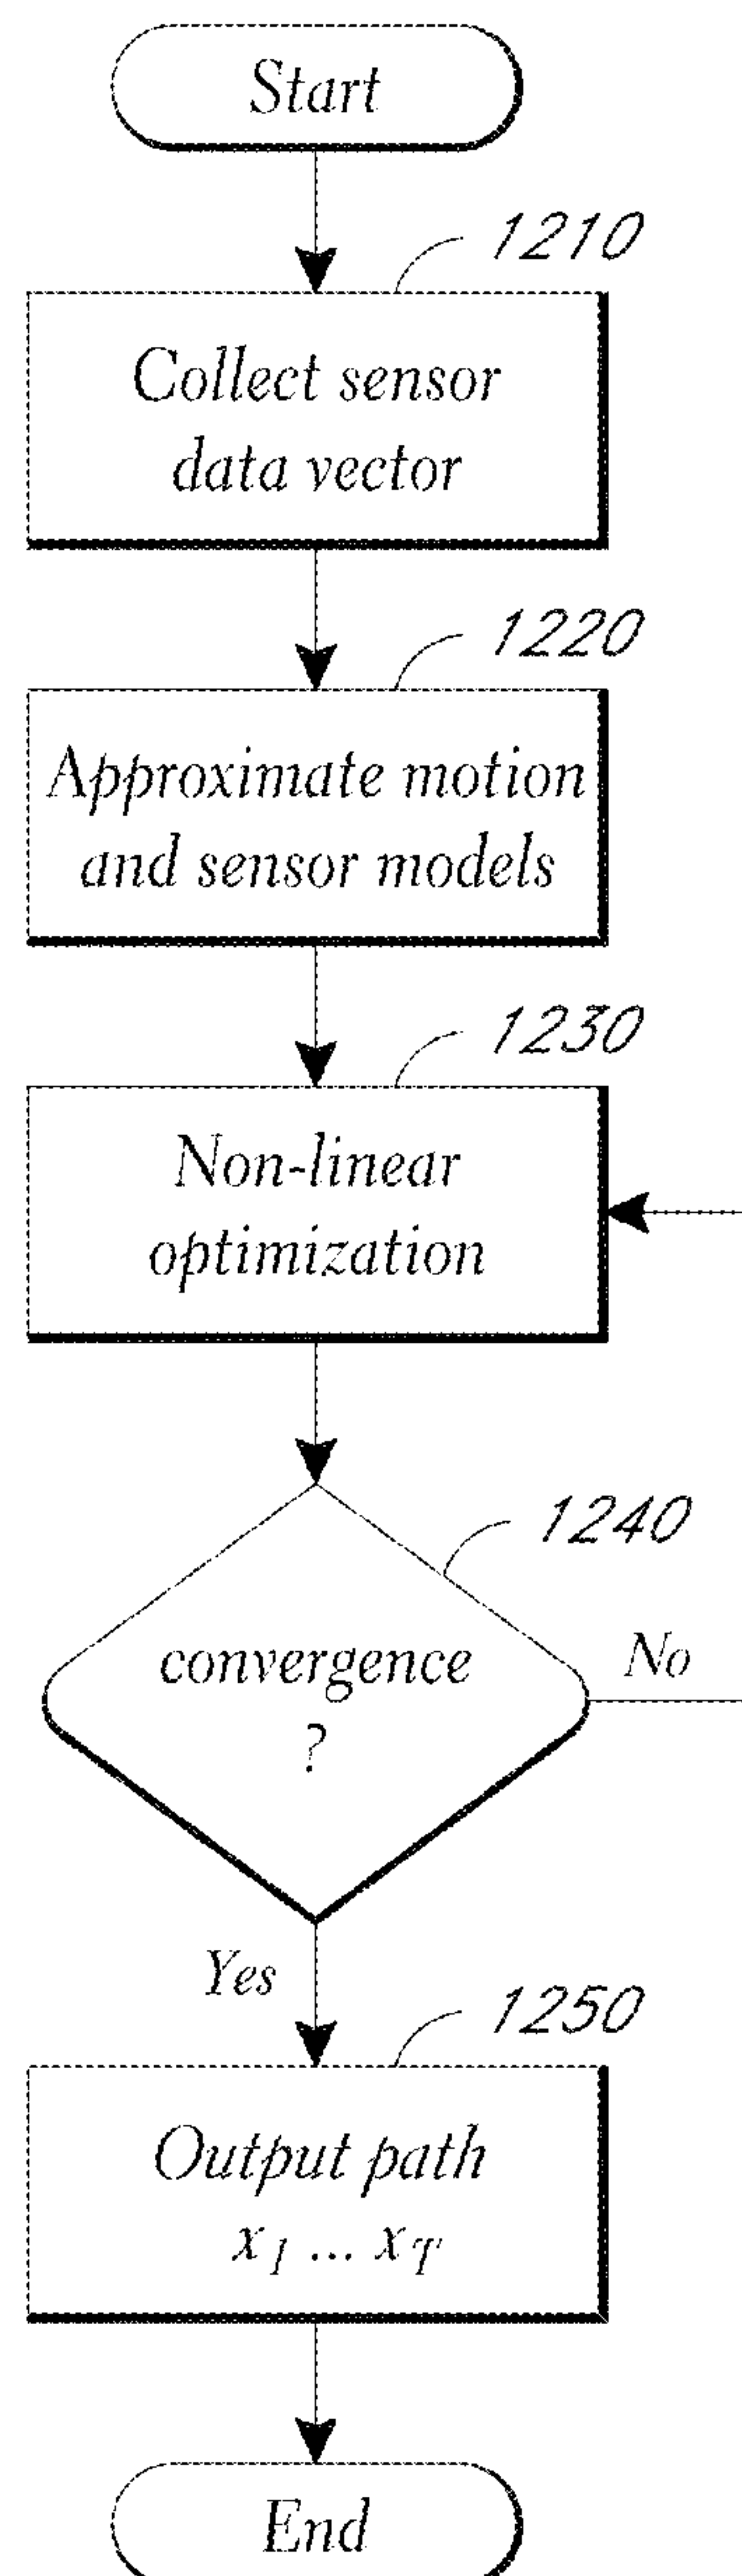 Start
1210
Collect sensor
data vector
1220
Approximate motion
and sensor models
1230
Non-linear
optimization
1240
convergence
?
No
Yes
1250
Output path
x1 ... xT
End